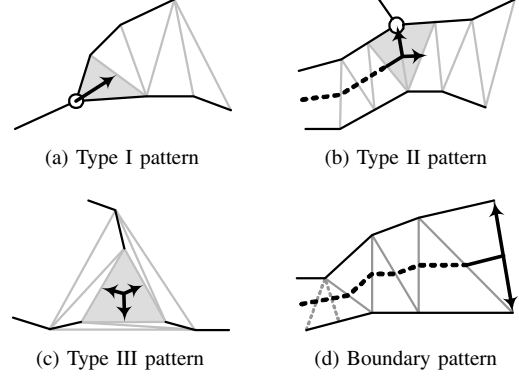 (a) Type I pattern
(b) Type II pattern
(c) Type III pattern
(d) Boundary pattern